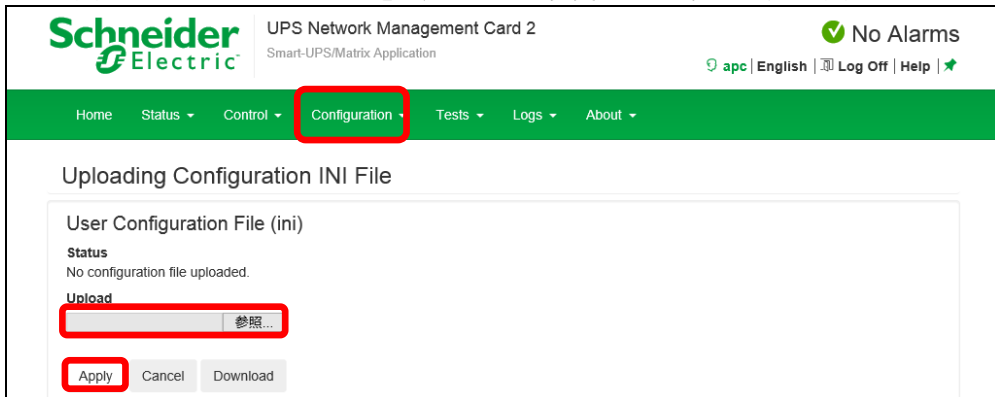 Schneider Electric
UPS Network Management Card 2
Smart-UPS/Matrix Application
No Alarms
apc | English | Log Off | Help |
Home Status Control Configuration Tests Logs About
Uploading Configuration INI File
User Configuration File (ini)
Status
No configuration file uploaded.
Upload
参照...
Apply Cancel Download